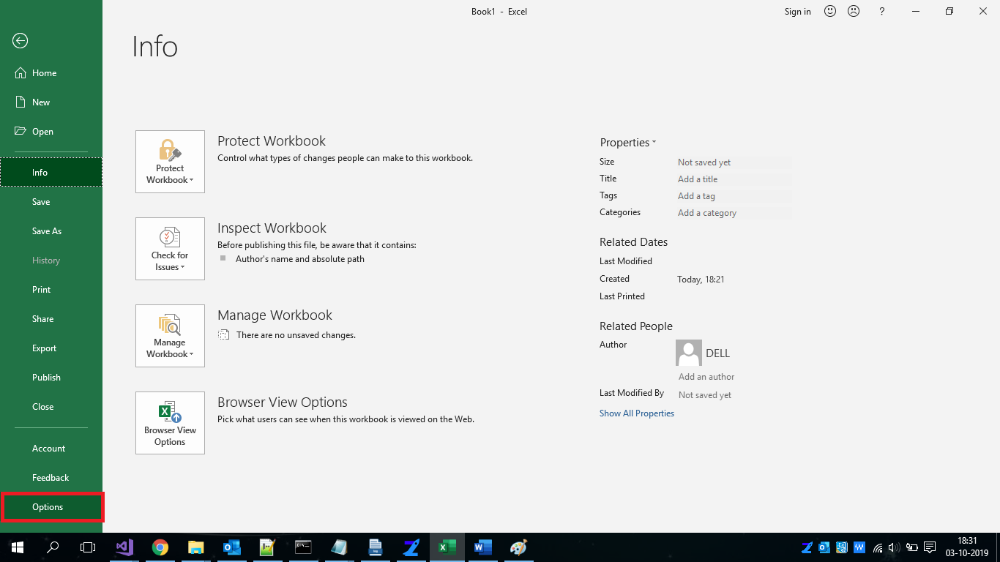 Book1 - Excel
Sign in
?
Info
Home
New
Open
Info
Save
Save As
History
Print
Share
Export
Publish
Close
Account
Feedback
Options
Protect
Workbook
Protect Workbook
Control what types of changes people can make to this workbook.
Check for
Issues
Inspect Workbook
Before publishing this file, be aware that it contains:
Author's name and absolute path
Manage
Workbook
Manage Workbook
There are no unsaved changes.
Browser View
Options
Browser View Options
Pick what users can see when this workbook is viewed on the Web.
Properties
Size Not saved yet
Title Add a title
Tags Add a tag
Categories Add a category
Related Dates
Last Modified
Created Today, 18:21
Last Printed
Related People
Author DELL
Add an author
Last Modified By Not saved yet
Show All Properties
18:31
03-10-2019